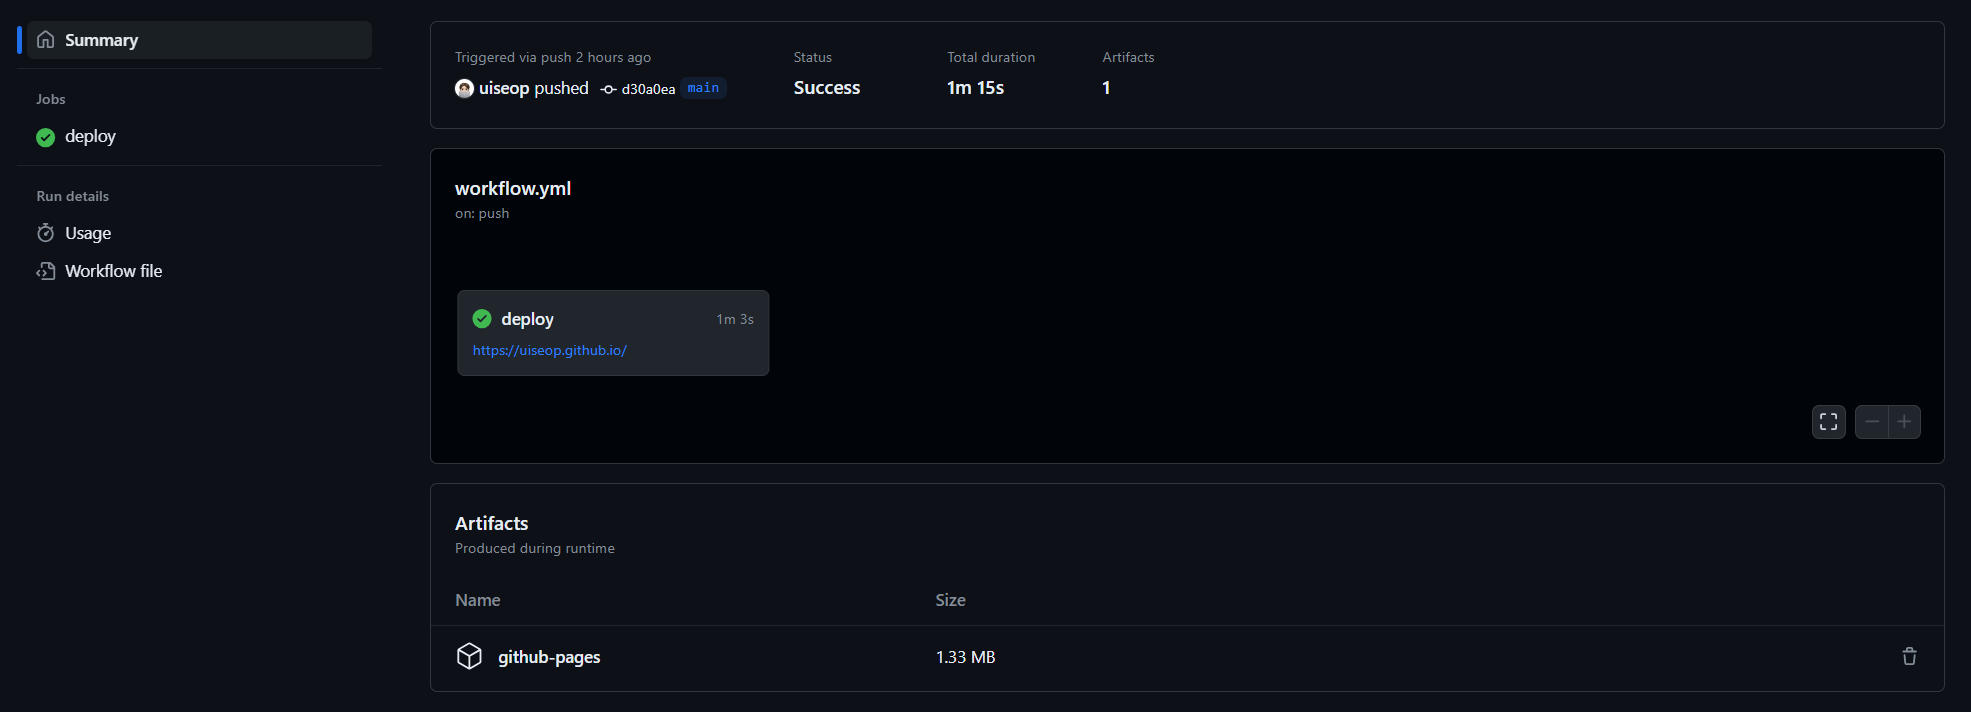 Summary
Jobs
deploy
Run details
Usage
Workflow file
Triggered via push 2 hours ago
uiseop pushed d30a0ea main
Status
Success
Total duration
1m 15s
Artifacts
1
workflow.yml
on: push
deploy 1m 3s
https://uiseop.github.io/
Artifacts
Produced during runtime
Name Size
github-pages 1.33 MB